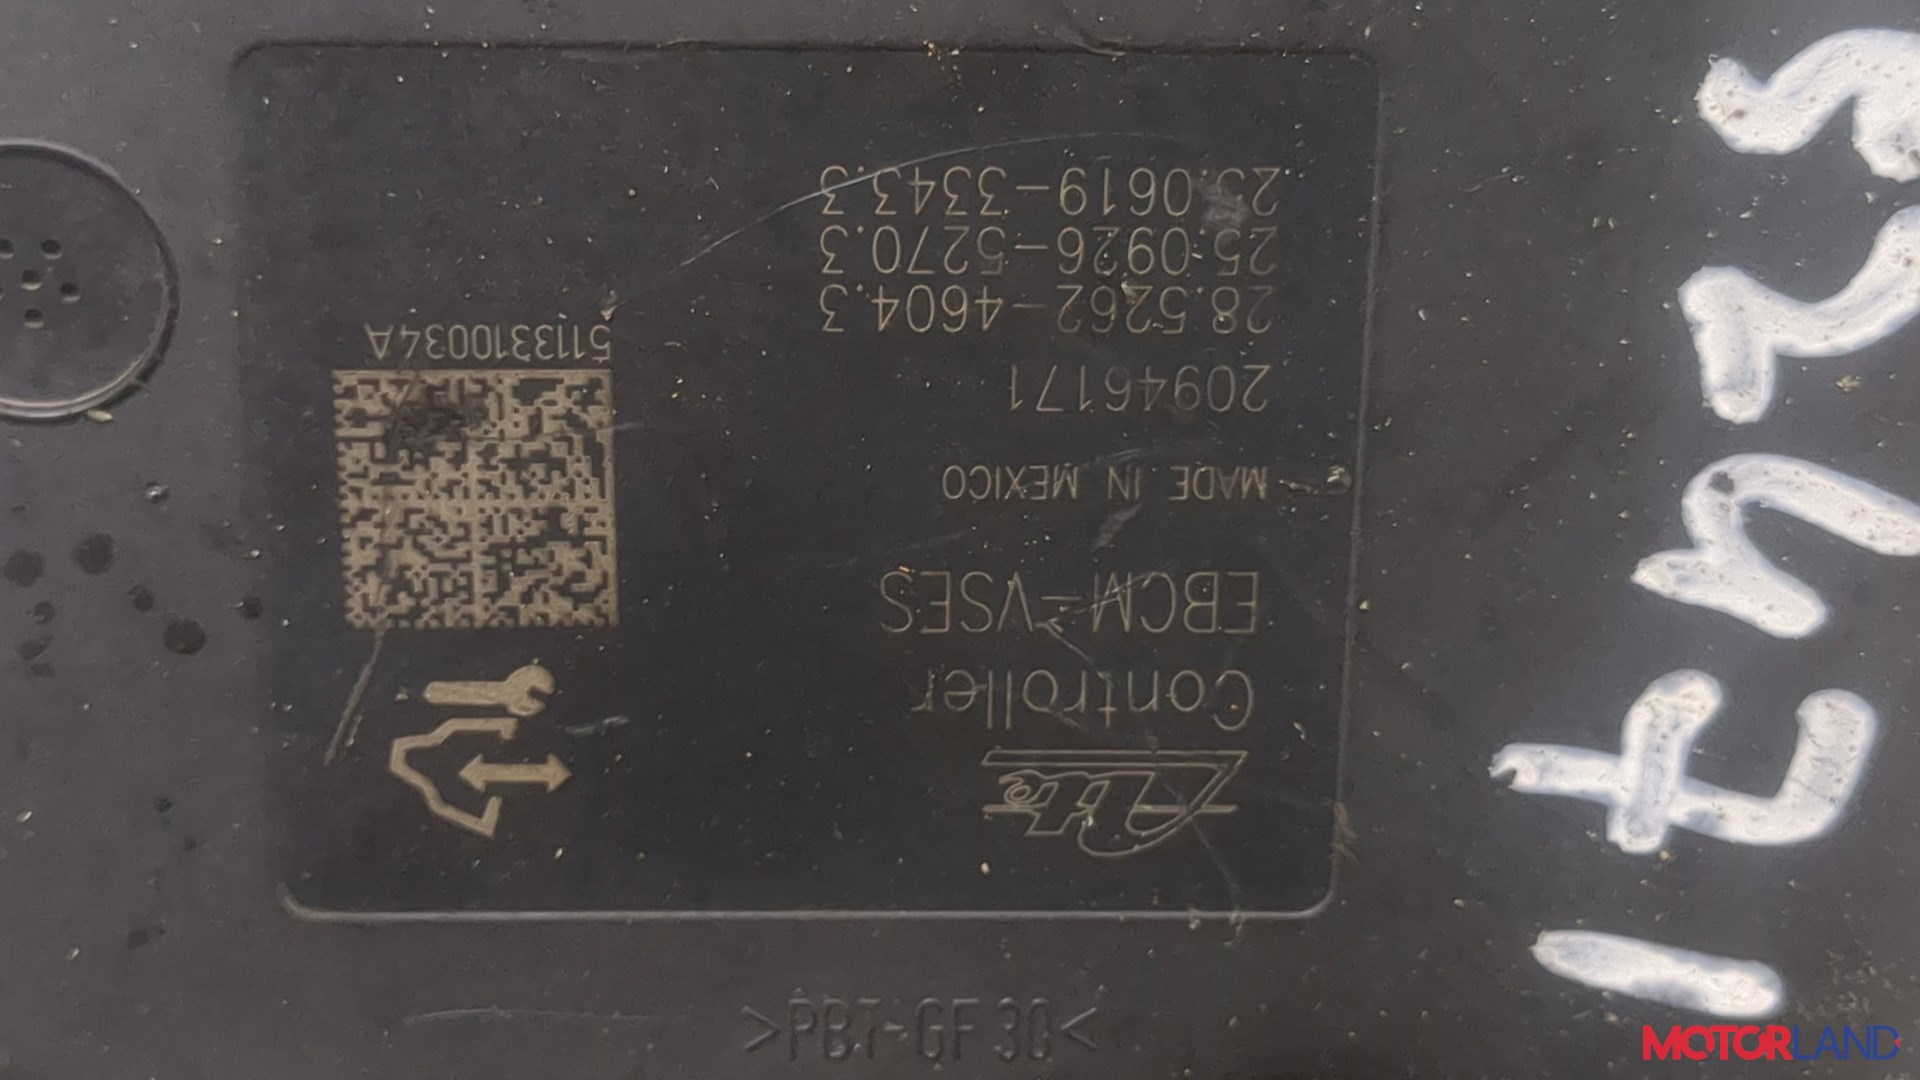 Ate
Controller
EBCM-VSES
MADE IN MEXICO
20946171
28.5262-4604.3
25.0926-5270.3
25.0619-3343.3
5113310034A
>PBT-GF30<
MOTORLAND